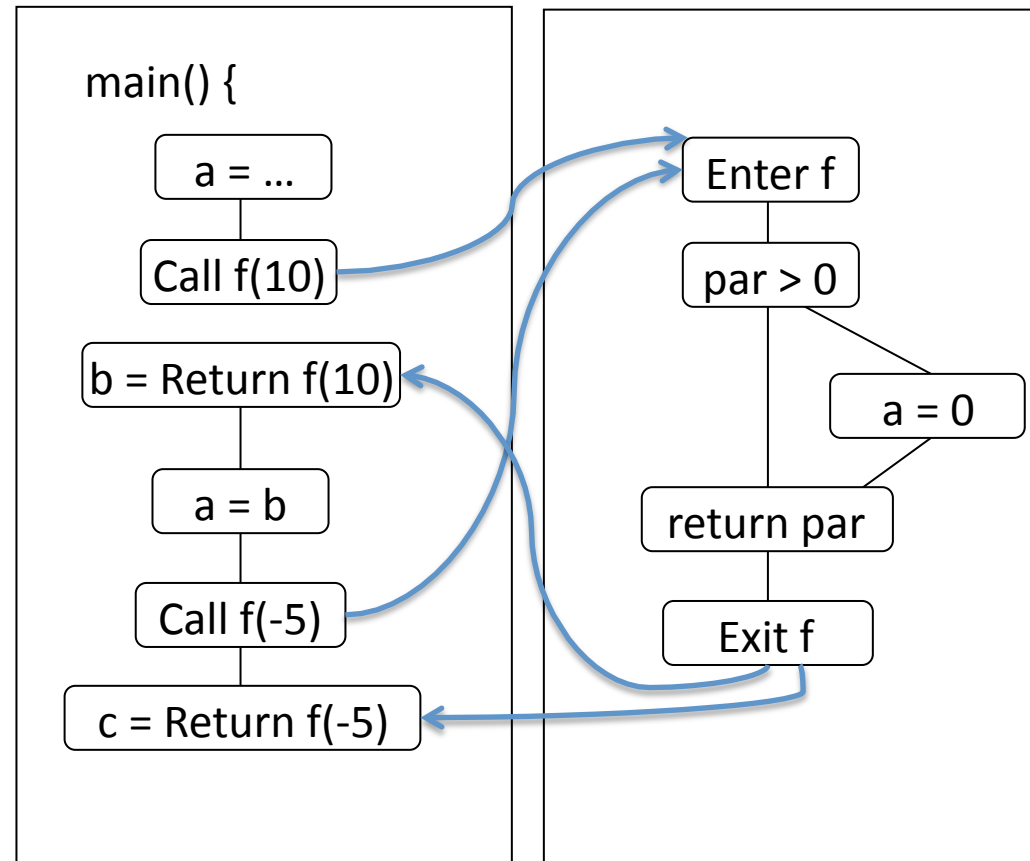 main() {
a = ...
Call f(10)
b = Return f(10)
a = b
Call f(-5)
c = Return f(-5)
Enter f
par > 0
a = 0
return par
Exit f